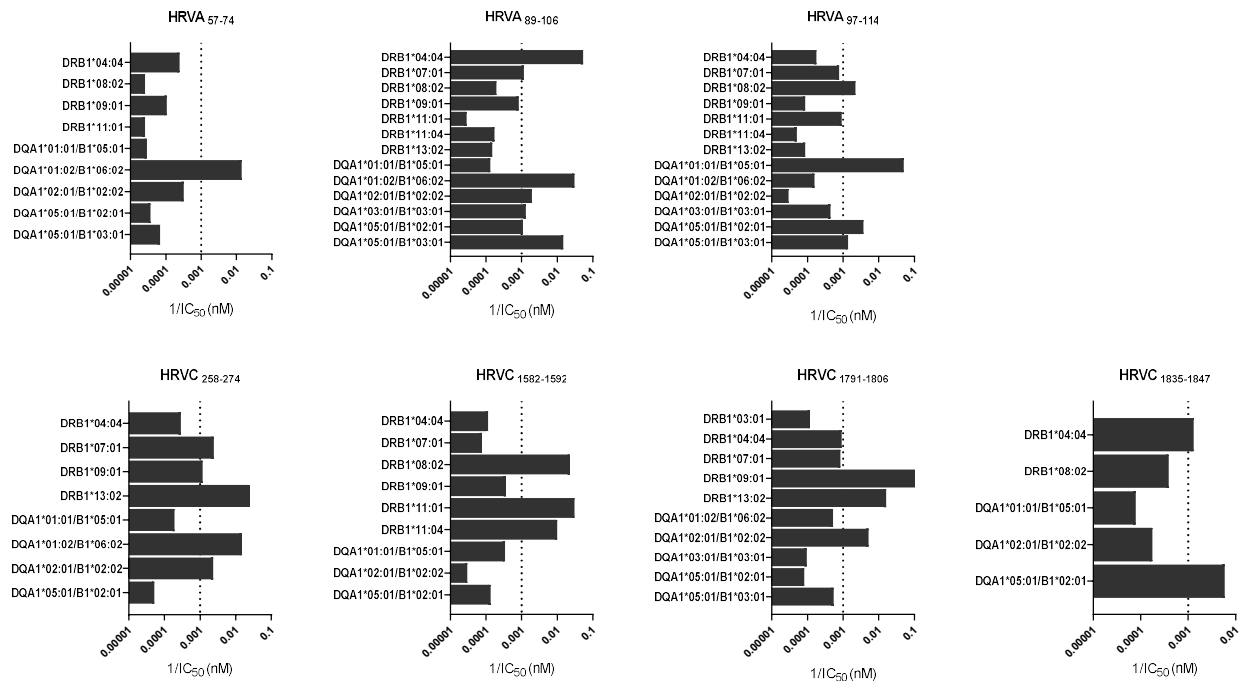 HRVA 57-74
DRB1*04:04
DRB1*08:02
DRB1*09:01
DRB1*11:01
DQA1*01:01/B1*05:01
DQA1*01:02/B1*06:02
DQA1*02:01/B1*02:02
DQA1*05:01/B1*02:01
DQA1*05:01/B1*03:01
0.00001 0.0001 0.001 0.01 0.1
1/IC50 (nM)
HRVA 89-106
DRB1*04:04
DRB1*07:01
DRB1*08:02
DRB1*09:01
DRB1*11:01
DRB1*11:04
DRB1*13:02
DQA1*01:01/B1*05:01
DQA1*01:02/B1*06:02
DQA1*02:01/B1*02:02
DQA1*03:01/B1*03:01
DQA1*05:01/B1*02:01
DQA1*05:01/B1*03:01
0.00001 0.0001 0.001 0.01 0.1
1/IC50 (nM)
HRVA 97-114
DRB1*04:04
DRB1*07:01
DRB1*08:02
DRB1*09:01
DRB1*11:01
DRB1*11:04
DRB1*13:02
DQA1*01:01/B1*05:01
DQA1*01:02/B1*06:02
DQA1*02:01/B1*02:02
DQA1*03:01/B1*03:01
DQA1*05:01/B1*02:01
DQA1*05:01/B1*03:01
0.00001 0.0001 0.001 0.01 0.1
1/IC50 (nM)
HRVC 258-274
DRB1*04:04
DRB1*07:01
DRB1*09:01
DRB1*13:02
DQA1*01:01/B1*05:01
DQA1*01:02/B1*06:02
DQA1*02:01/B1*02:02
DQA1*05:01/B1*02:01
0.00001 0.0001 0.001 0.01 0.1
1/IC50 (nM)
HRVC 1582-1592
DRB1*04:04
DRB1*07:01
DRB1*08:02
DRB1*09:01
DRB1*11:01
DRB1*11:04
DQA1*01:01/B1*05:01
DQA1*02:01/B1*02:02
DQA1*05:01/B1*02:01
0.00001 0.0001 0.001 0.01 0.1
1/IC50 (nM)
HRVC 1791-1806
DRB1*03:01
DRB1*04:04
DRB1*07:01
DRB1*09:01
DRB1*13:02
DQA1*01:02/B1*06:02
DQA1*02:01/B1*02:02
DQA1*03:01/B1*03:01
DQA1*05:01/B1*02:01
DQA1*05:01/B1*03:01
0.00001 0.0001 0.001 0.01 0.1
1/IC50 (nM)
HRVC 1835-1847
DRB1*04:04
DRB1*08:02
DQA1*01:01/B1*05:01
DQA1*02:01/B1*02:02
DQA1*05:01/B1*02:01
0.00001 0.0001 0.001 0.01
1/IC50 (nM)